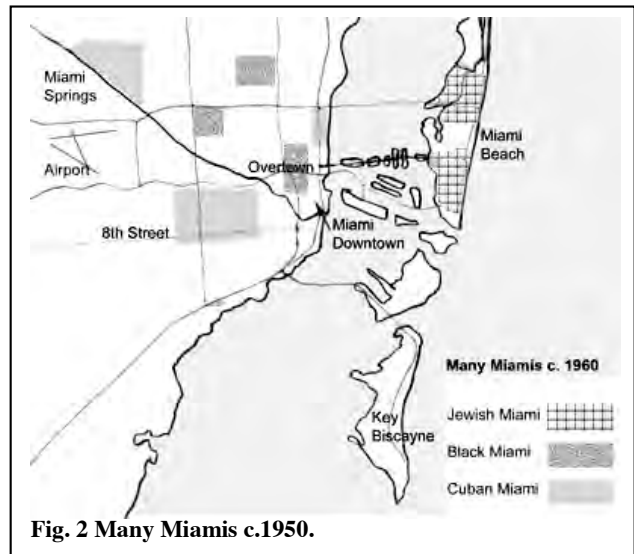 Miami
Springs
Airport
Overtown
8th Street
Miami
Downtown
Miami
Beach
Key
Biscayne
Many Miamis c. 1960
Jewish Miami
Black Miami
Cuban Miami
Fig. 2 Many Miamis c.1950.